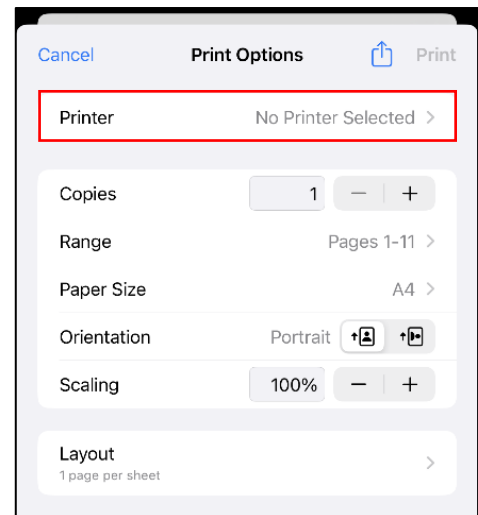 Cancel Print Options Print
Printer No Printer Selected
Copies 1 − +
Range Pages 1-11
Paper Size A4
Orientation Portrait
Scaling 100% − +
Layout
1 page per sheet